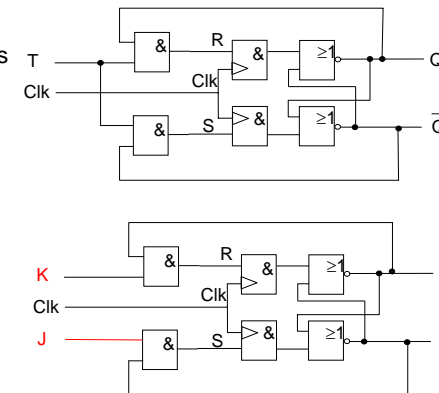 & R & ≥1
s T Q
Clk
Clk
& S & ≥1 Q̅
& R & ≥1
K
Clk Clk
J
& S & ≥1